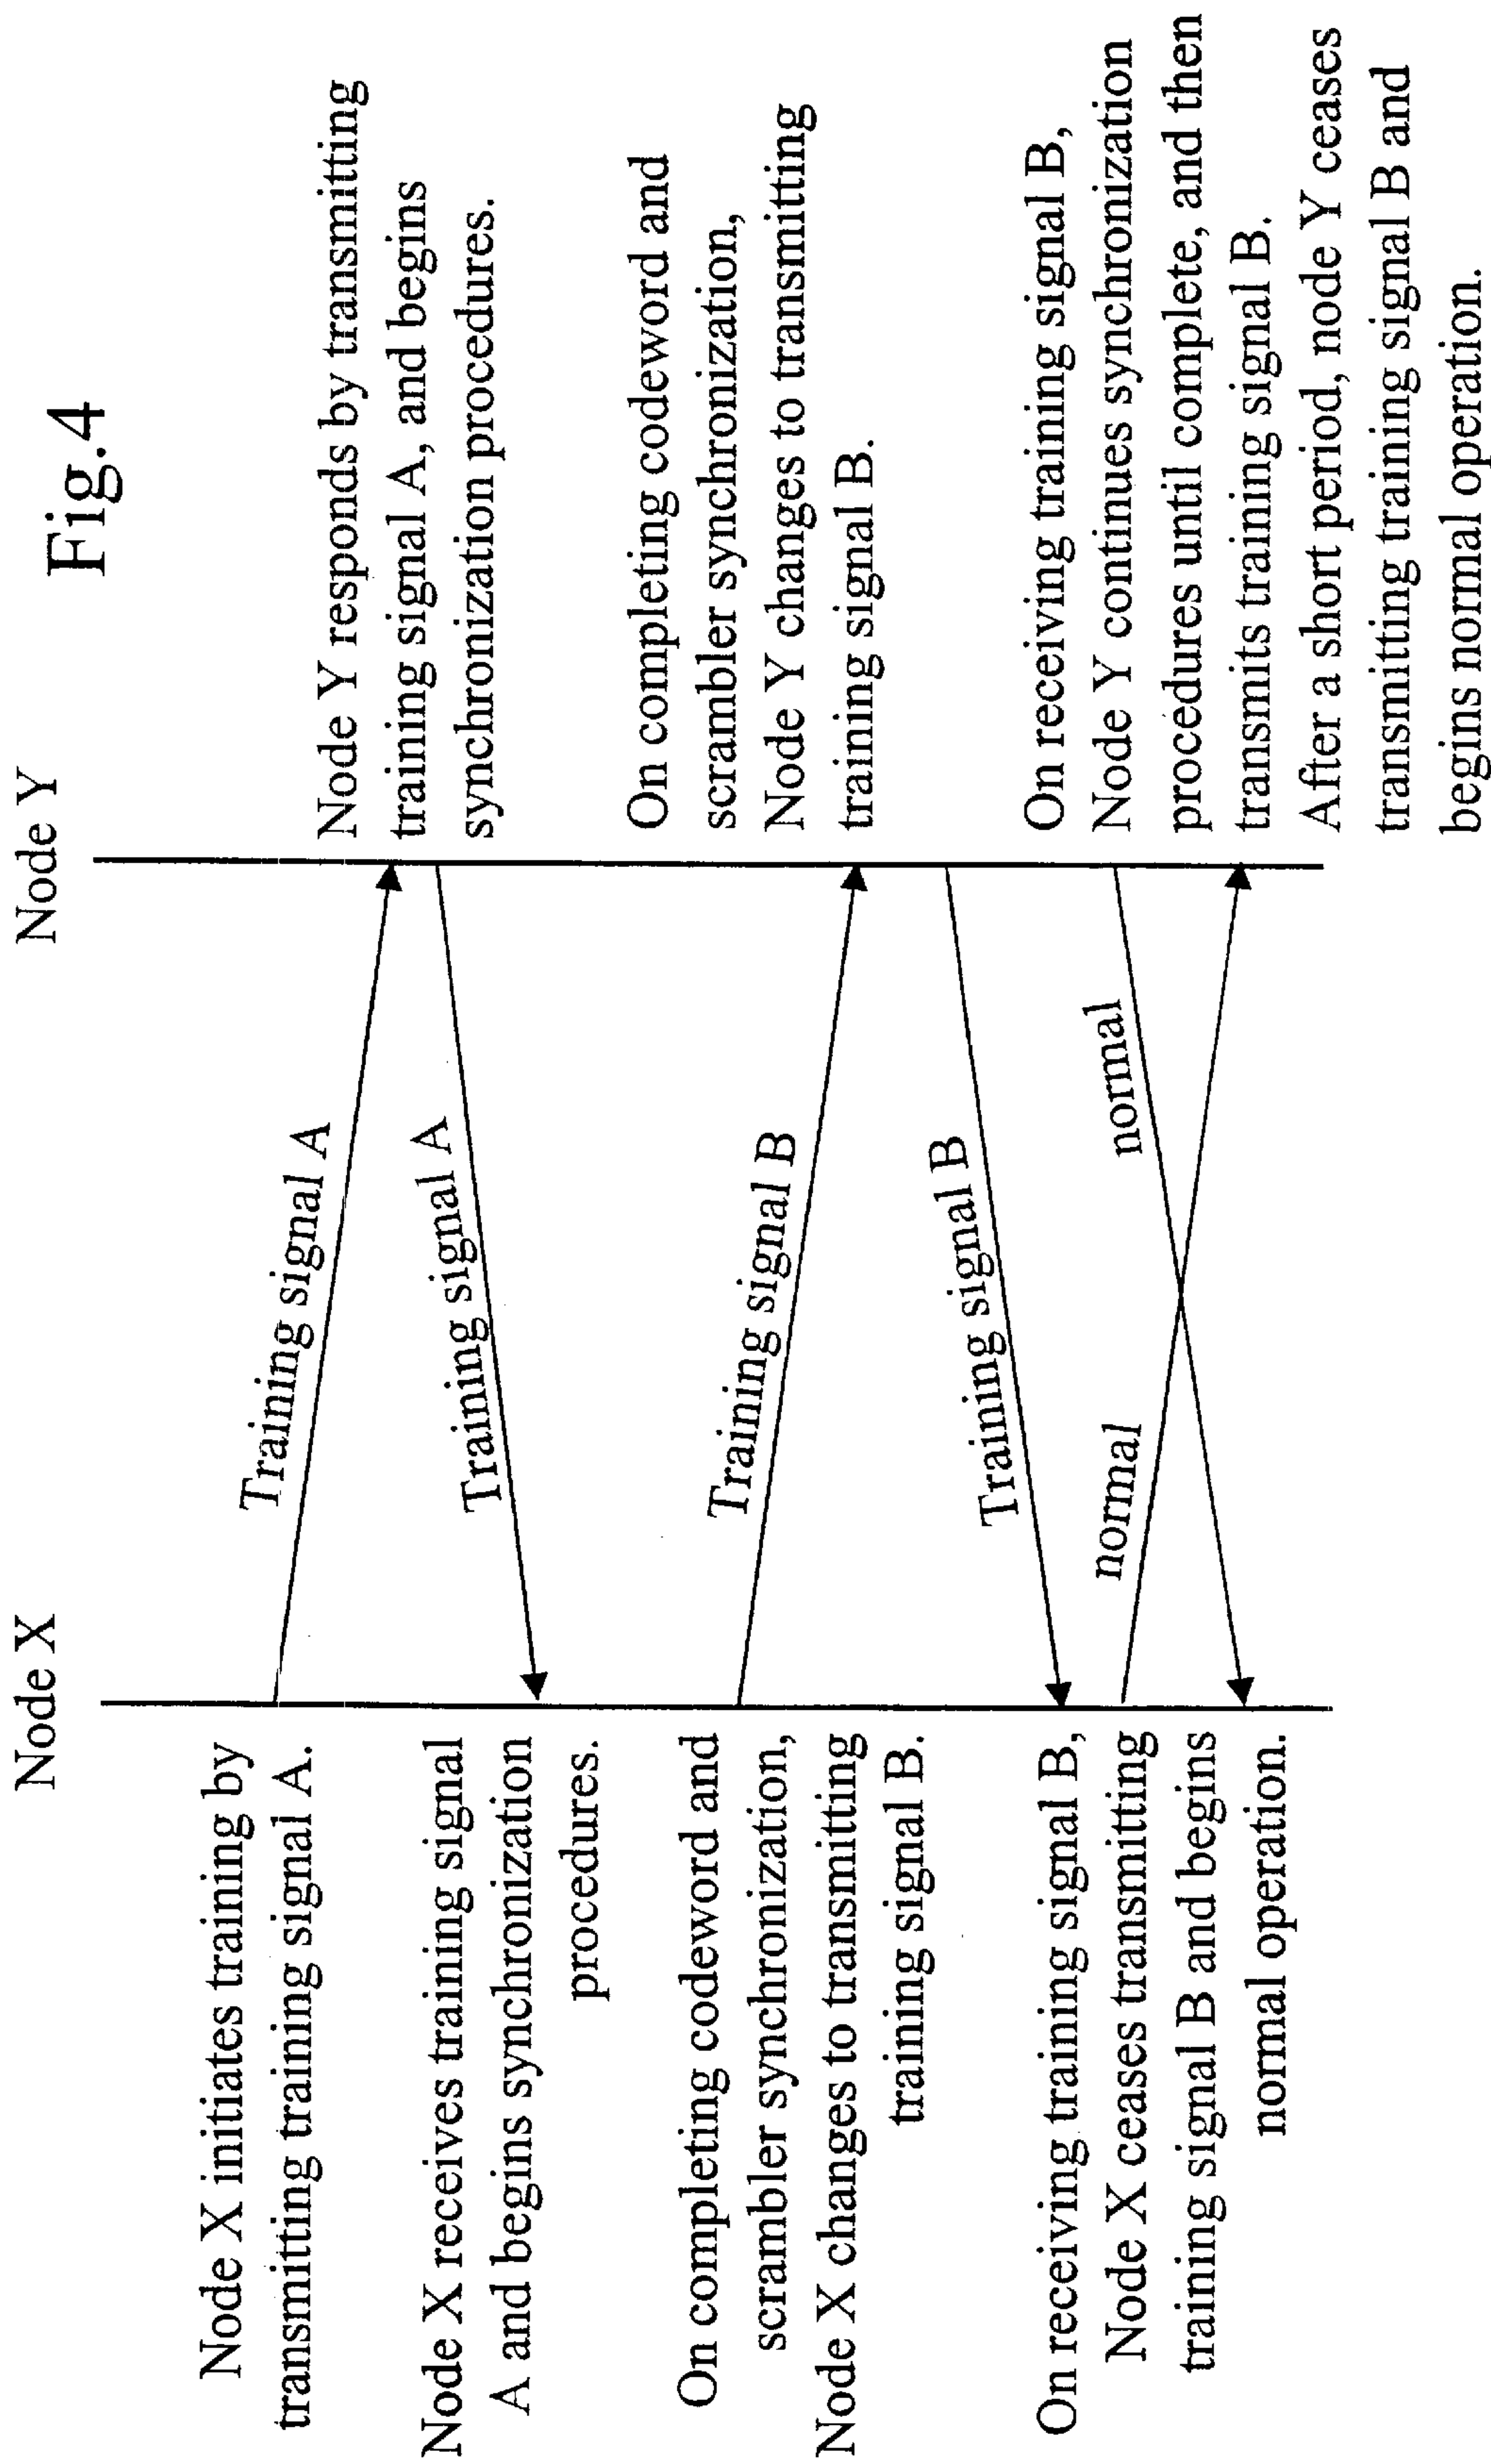 Fig.4
Node X
Node Y
Node X initiates training by
transmitting training signal A.
Training signal A
Node Y responds by transmitting
training signal A, and begins
synchronization procedures.
Node X receives training signal
A and begins synchronization
procedures.
Training signal A
On completing codeword and
scrambler synchronization,
Node X changes to transmitting
training signal B.
Training signal B
On completing codeword and
scrambler synchronization,
Node Y changes to transmitting
training signal B.
Training signal B
On receiving training signal B,
Node X ceases transmitting
training signal B and begins
normal operation.
normal
normal
On receiving training signal B,
Node Y continues synchronization
procedures until complete, and then
transmits training signal B.
After a short period, node Y ceases
transmitting training signal B and
begins normal operation.